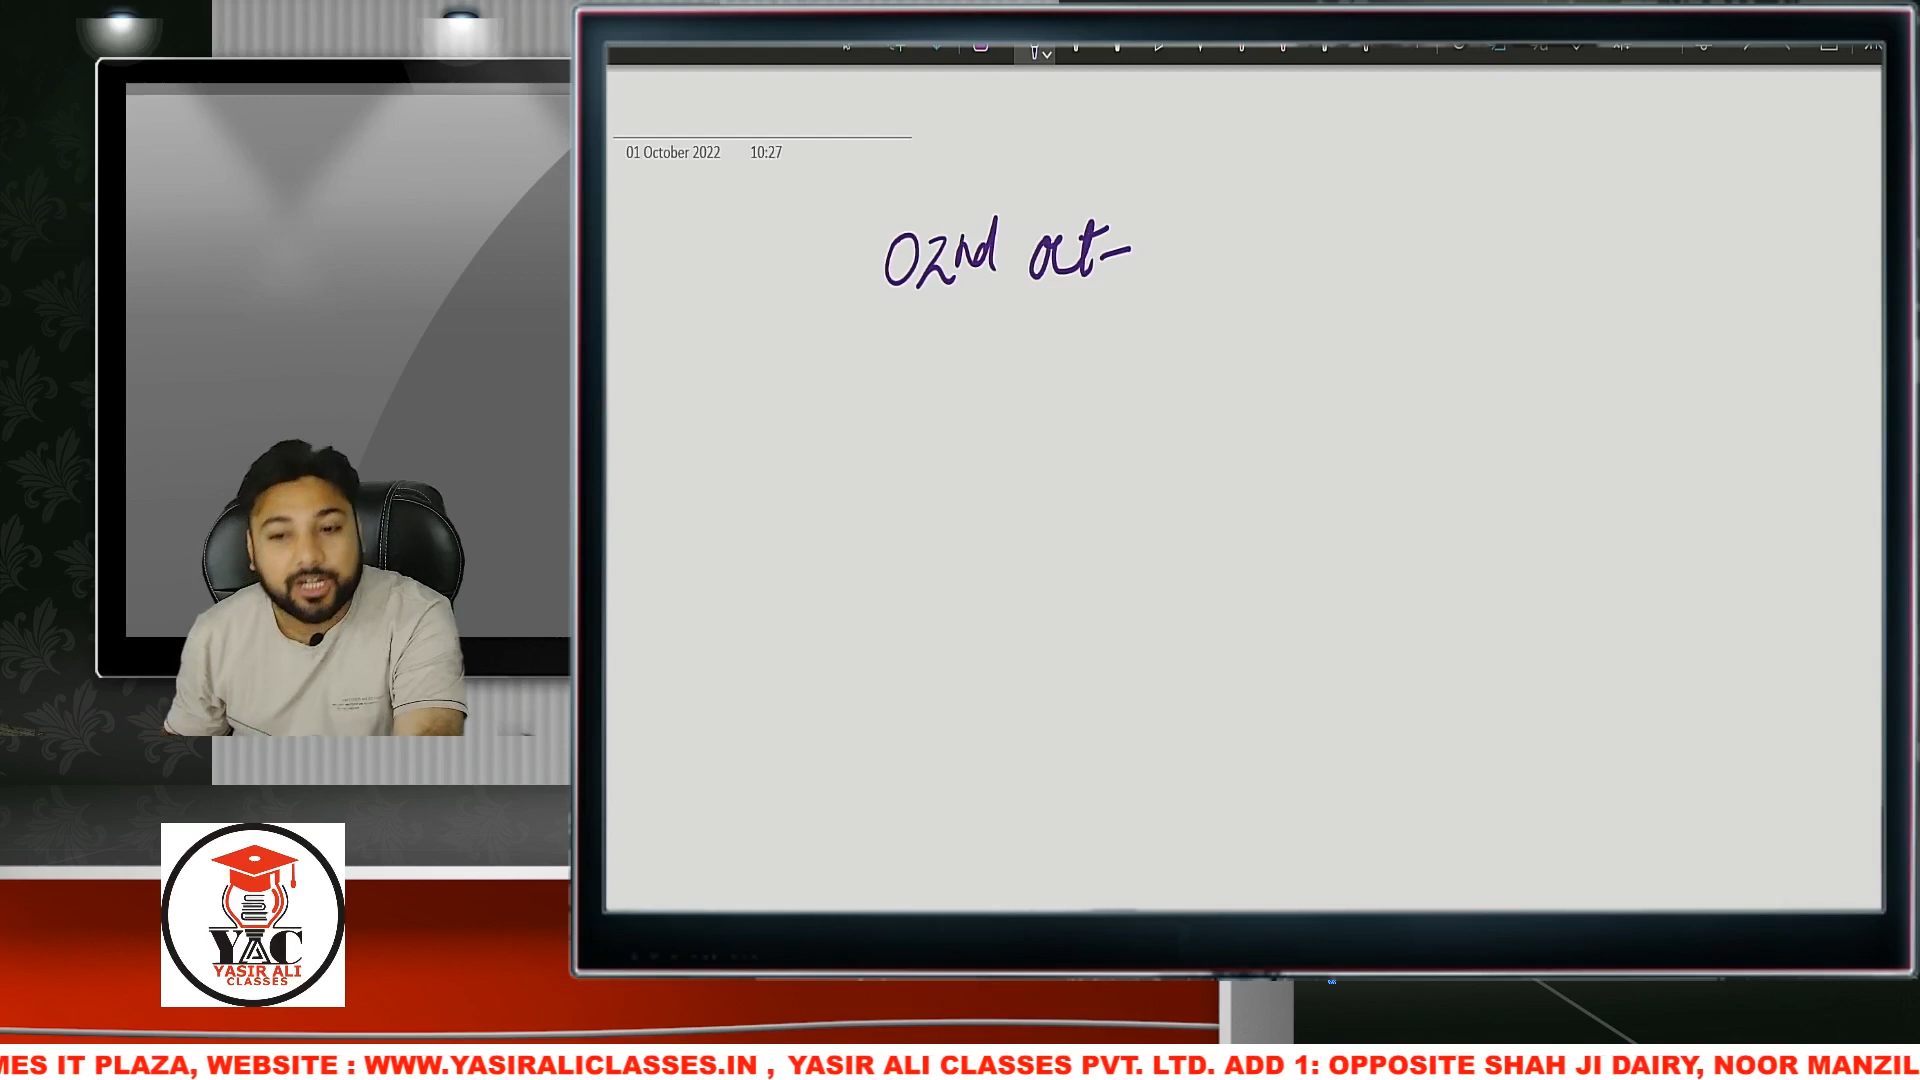 01 October 2022 10:27
02nd oct-
YAC
YASIR ALI
CLASSES
MES IT PLAZA, WEBSITE : WWW.YASIRALICLASSES.IN , YASIR ALI CLASSES PVT. LTD. ADD 1: OPPOSITE SHAH JI DAIRY, NOOR MANZIL